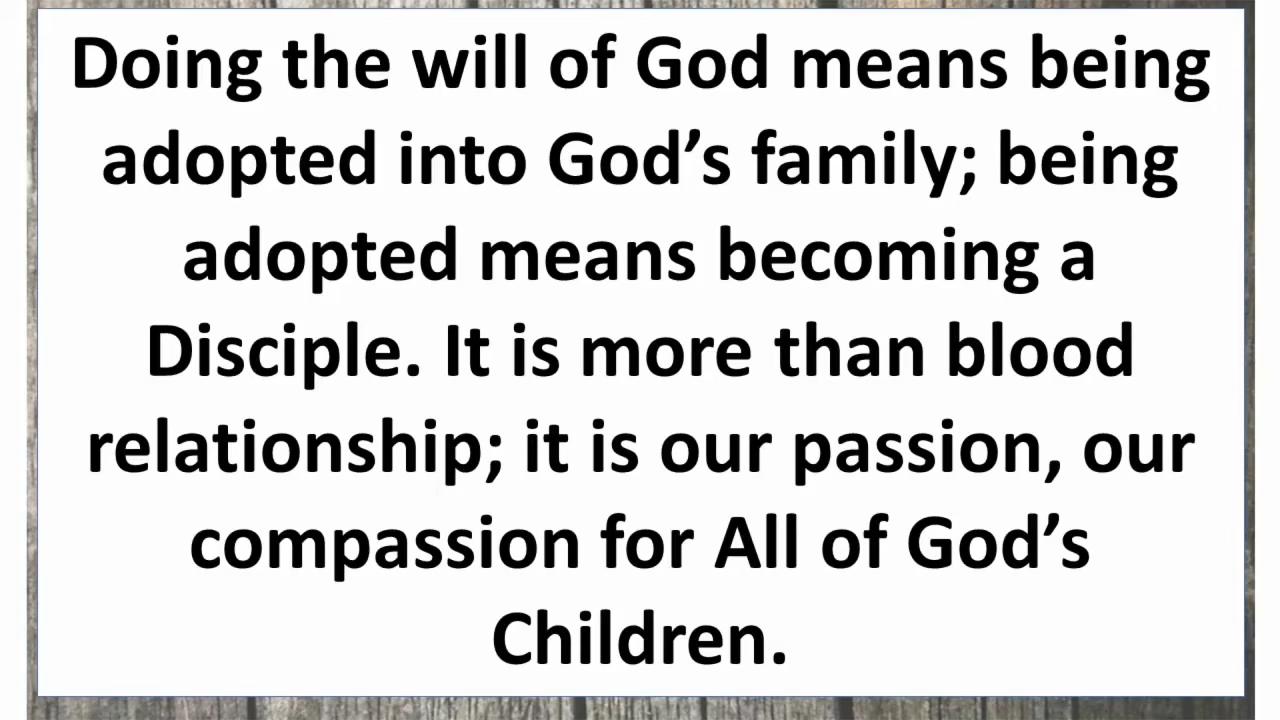 Doing the will of God means being
adopted into God’s family; being
adopted means becoming a
Disciple. It is more than blood
relationship; it is our passion, our
compassion for All of God’s
Children.